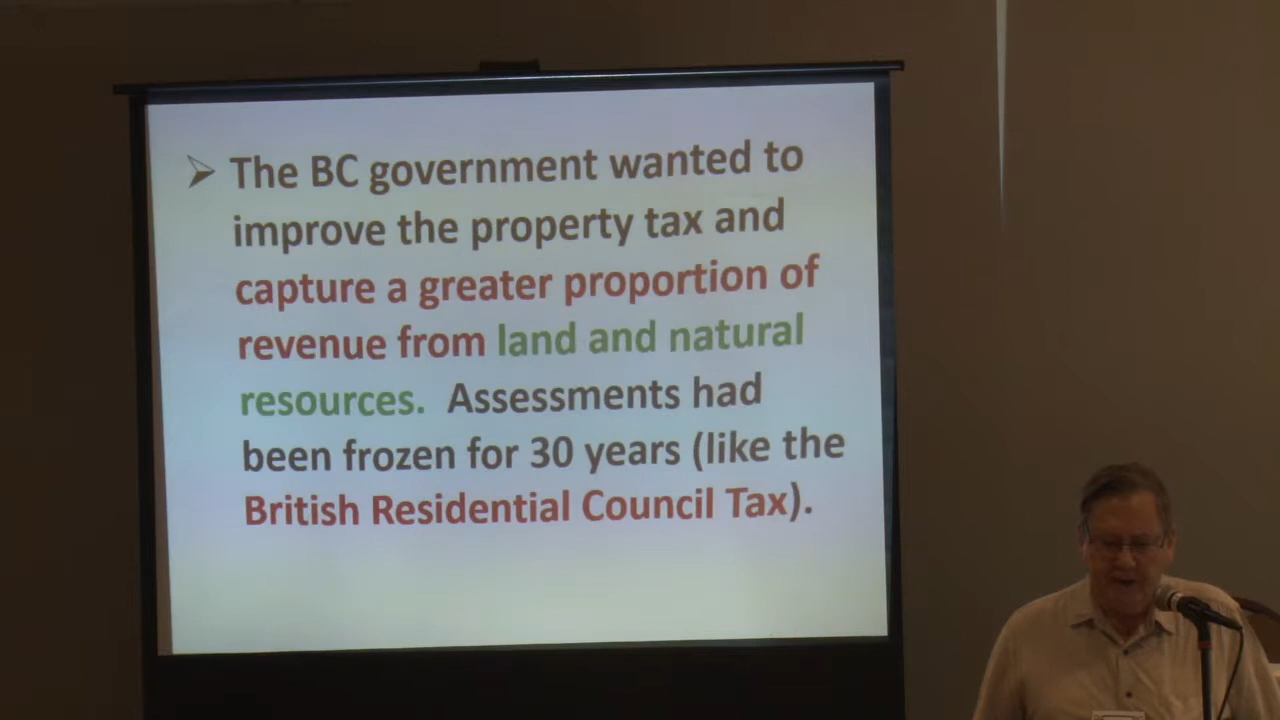 The BC government wanted to
improve the property tax and
capture a greater proportion of
revenue from land and natural
resources. Assessments had
been frozen for 30 years (like the
British Residential Council Tax).